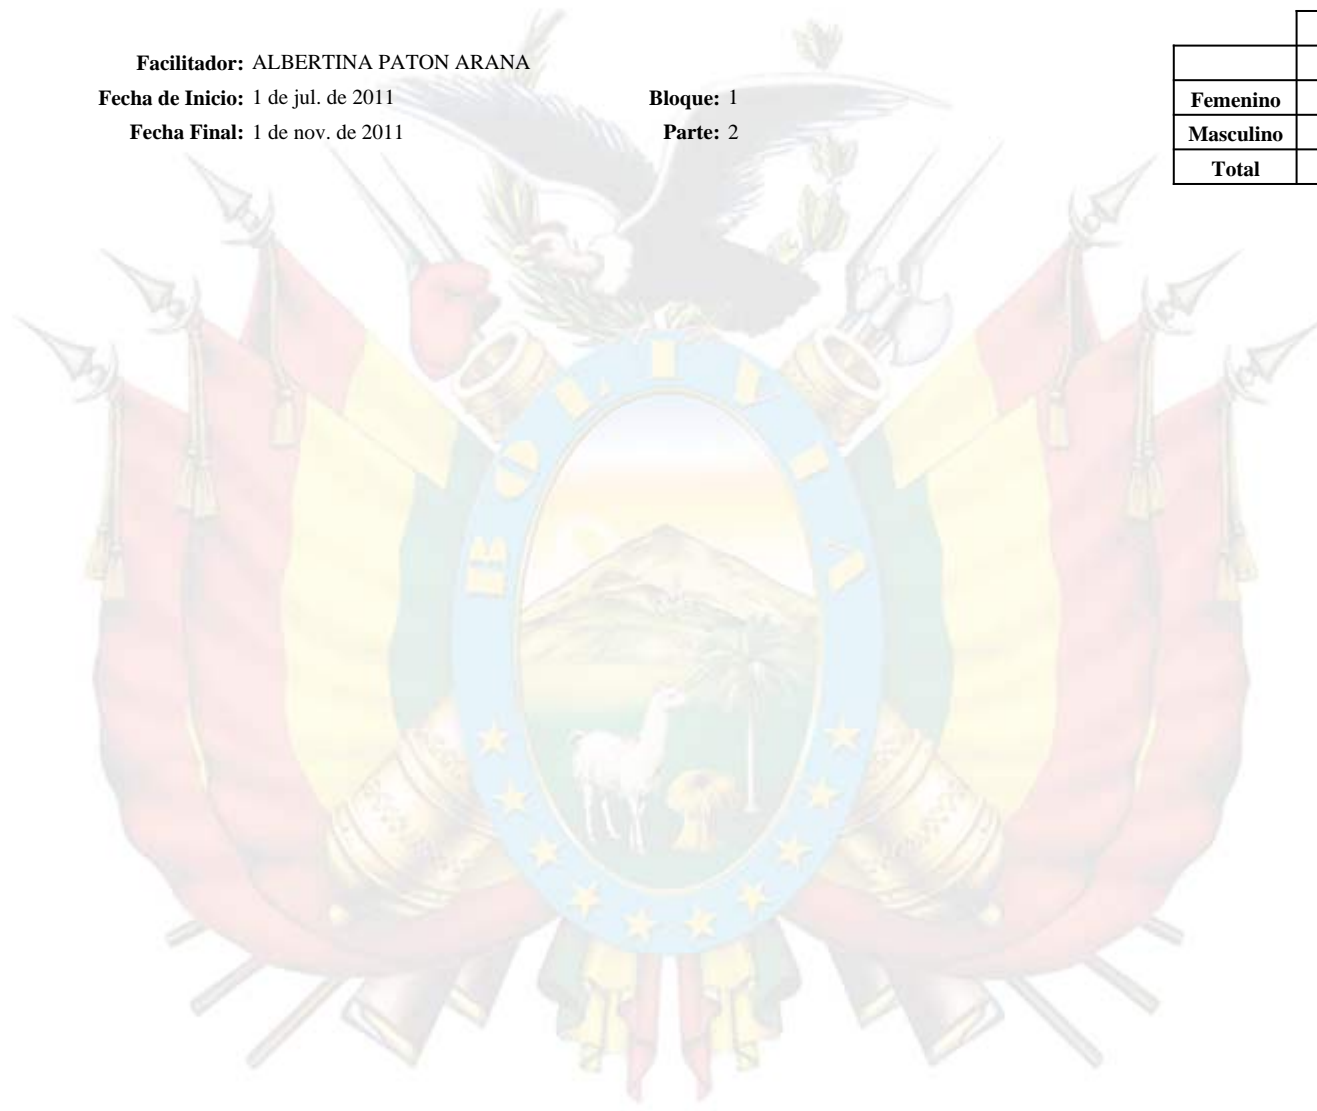 Facilitador: ALBERTINA PATON ARANA
Fecha de Inicio: 1 de jul. de 2011 Bloque: 1
Fecha Final: 1 de nov. de 2011 Parte: 2
Femenino
Masculino
Total
BOLIVIA